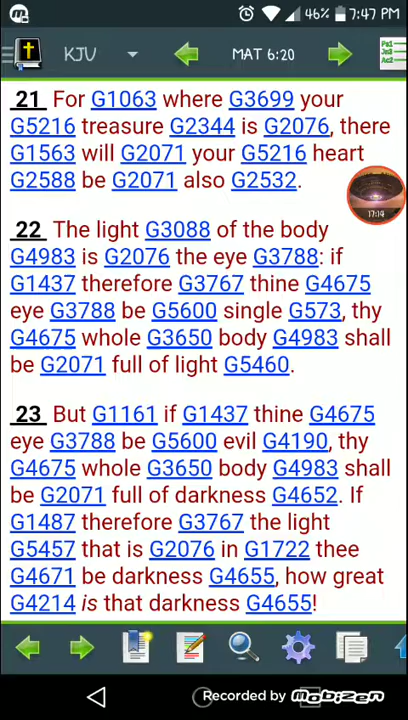 46% 7:47 PM
KJU MAT 6:20
Ps1
Je3
Ac2
21 For G1063 where G3699 your
G5216 treasure G2344 is G2076, there
G1563 will G2071 your G5216 heart
G2588 be G2071 also G2532.
17:14
22 The light G3088 of the body
G4983 is G2076 the eye G3788: if
G1437 therefore G3767 thine G4675
eye G3788 be G5600 single G573, thy
G4675 whole G3650 body G4983 shall
be G2071 full of light G5460.
23 But G1161 if G1437 thine G4675
eye G3788 be G5600 evil G4190, thy
G4675 whole G3650 body G4983 shall
be G2071 full of darkness G4652. If
G1487 therefore G3767 the light
G5457 that is G2076 in G1722 thee
G4671 be darkness G4655, how great
G4214 is that darkness G4655!
Recorded by mobizen